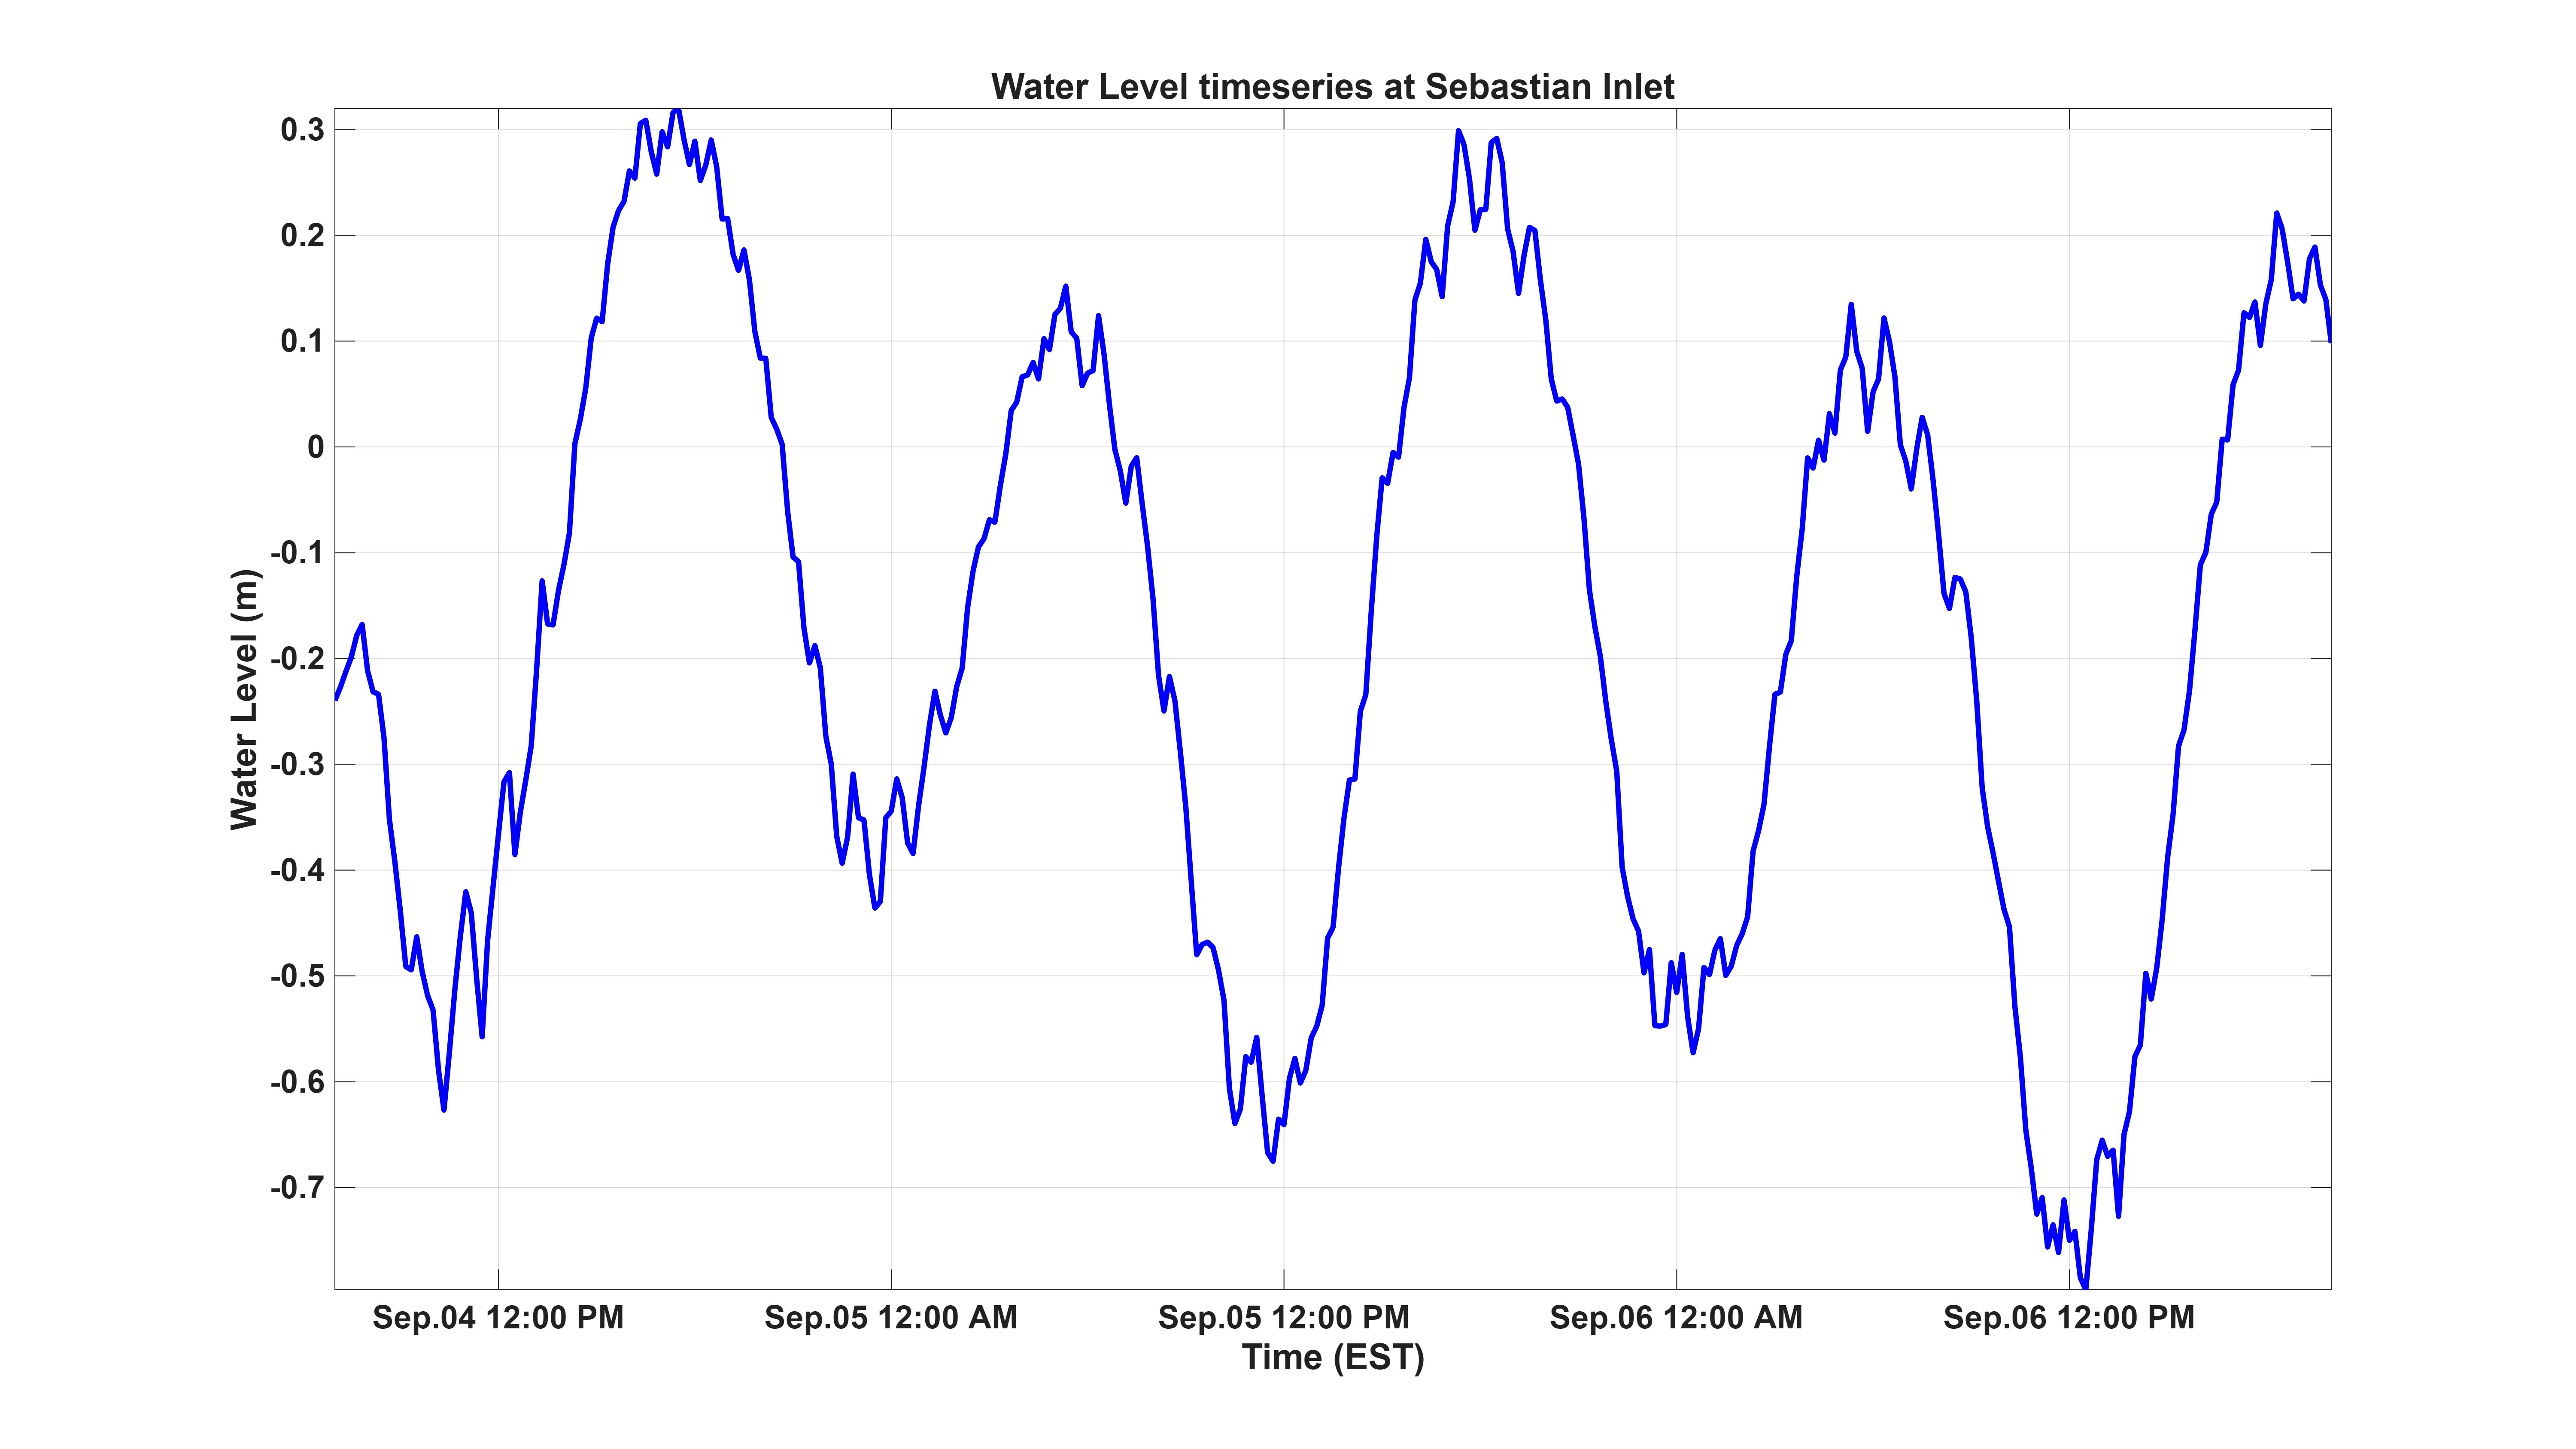 Water Level timeseries at Sebastian Inlet
0.3
0.2
0.1
0
-0.1
-0.2
-0.3
-0.4
-0.5
-0.6
-0.7
Water Level (m)
Sep.04 12:00 PM Sep.05 12:00 AM Sep.05 12:00 PM Sep.06 12:00 AM Sep.06 12:00 PM
Time (EST)